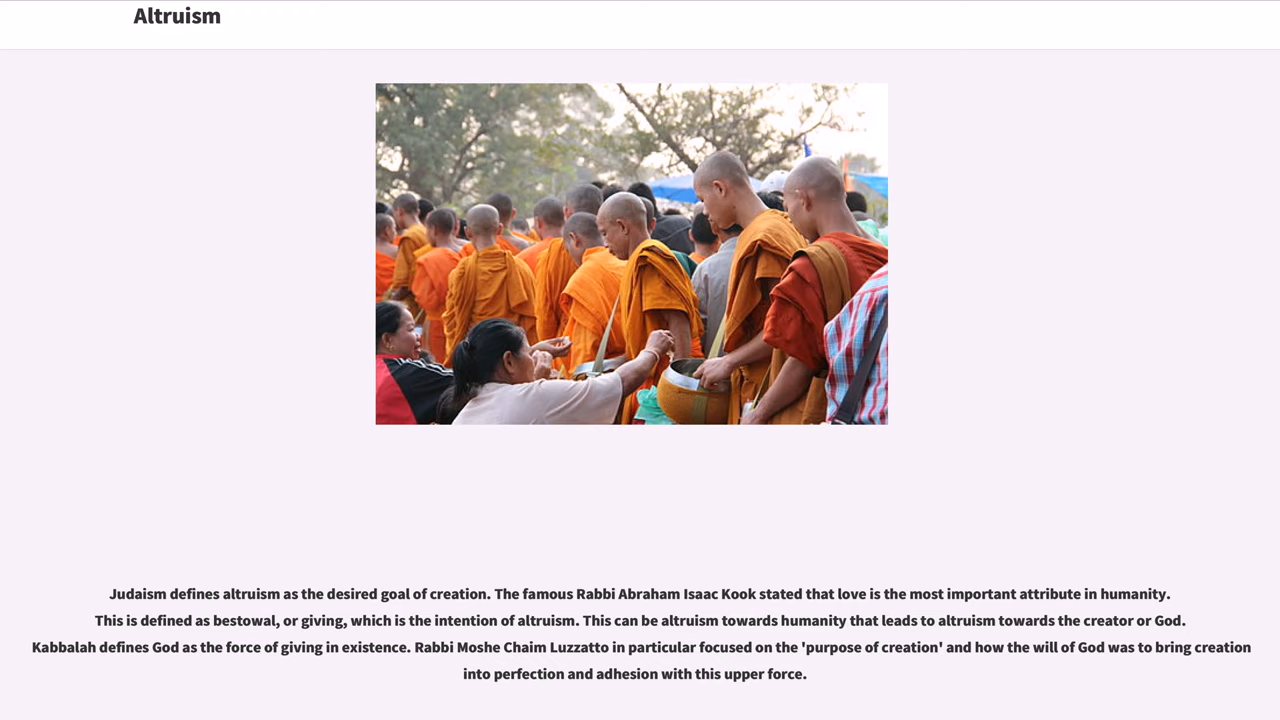 Altruism
Judaism defines altruism as the desired goal of creation. The famous Rabbi Abraham Isaac Kook stated that love is the most important attribute in humanity.
This is defined as bestowal, or giving, which is the intention of altruism. This can be altruism towards humanity that leads to altruism towards the creator or God.
Kabbalah defines God as the force of giving in existence. Rabbi Moshe Chaim Luzzatto in particular focused on the 'purpose of creation' and how the will of God was to bring creation
into perfection and adhesion with this upper force.